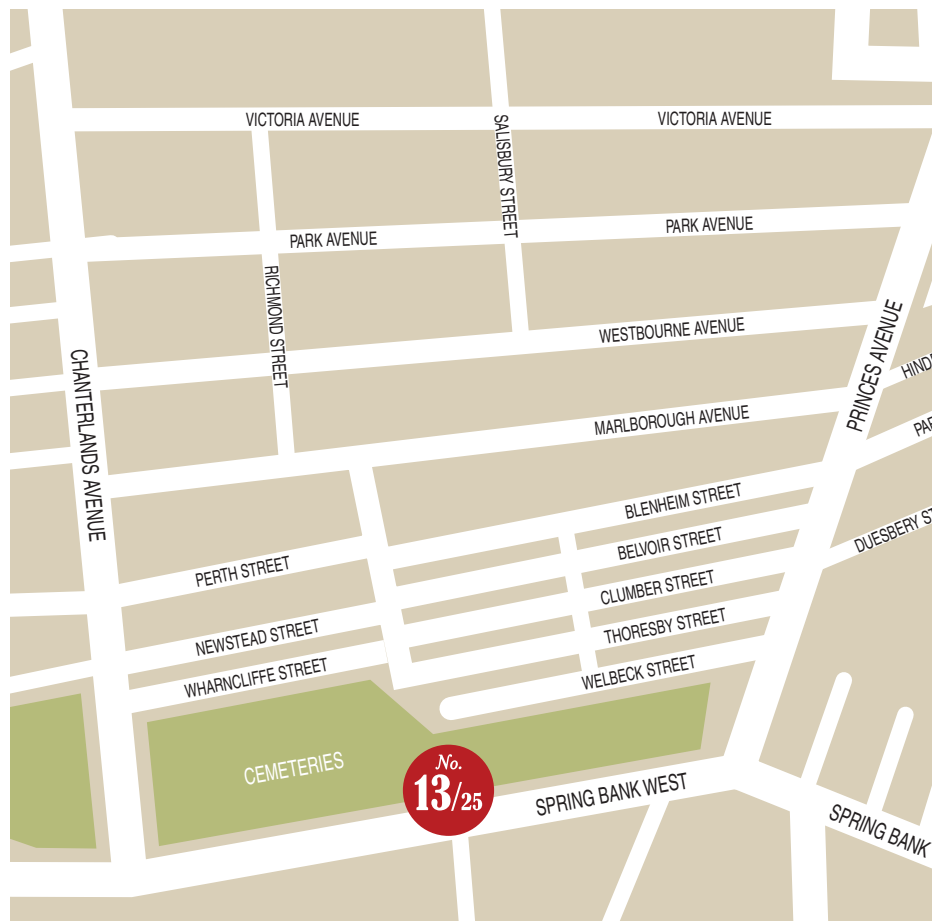 VICTORIA AVENUE
VICTORIA AVENUE
SALISBURY STREET
PARK AVENUE
PARK AVENUE
RICHMOND STREET
WESTBOURNE AVENUE
PRINCES AVENUE
CHANTERLANDS AVENUE
MARLBOROUGH AVENUE
BLENHEIM STREET
BELVOIR STREET
DUESBERY
PERTH STREET
CLUMBER STREET
THORESBY STREET
NEWSTEAD STREET
WHARNCLIFFE STREET
WELBECK STREET
CEMETERIES
No.
13/25
SPRING BANK WEST
SPRING BANK